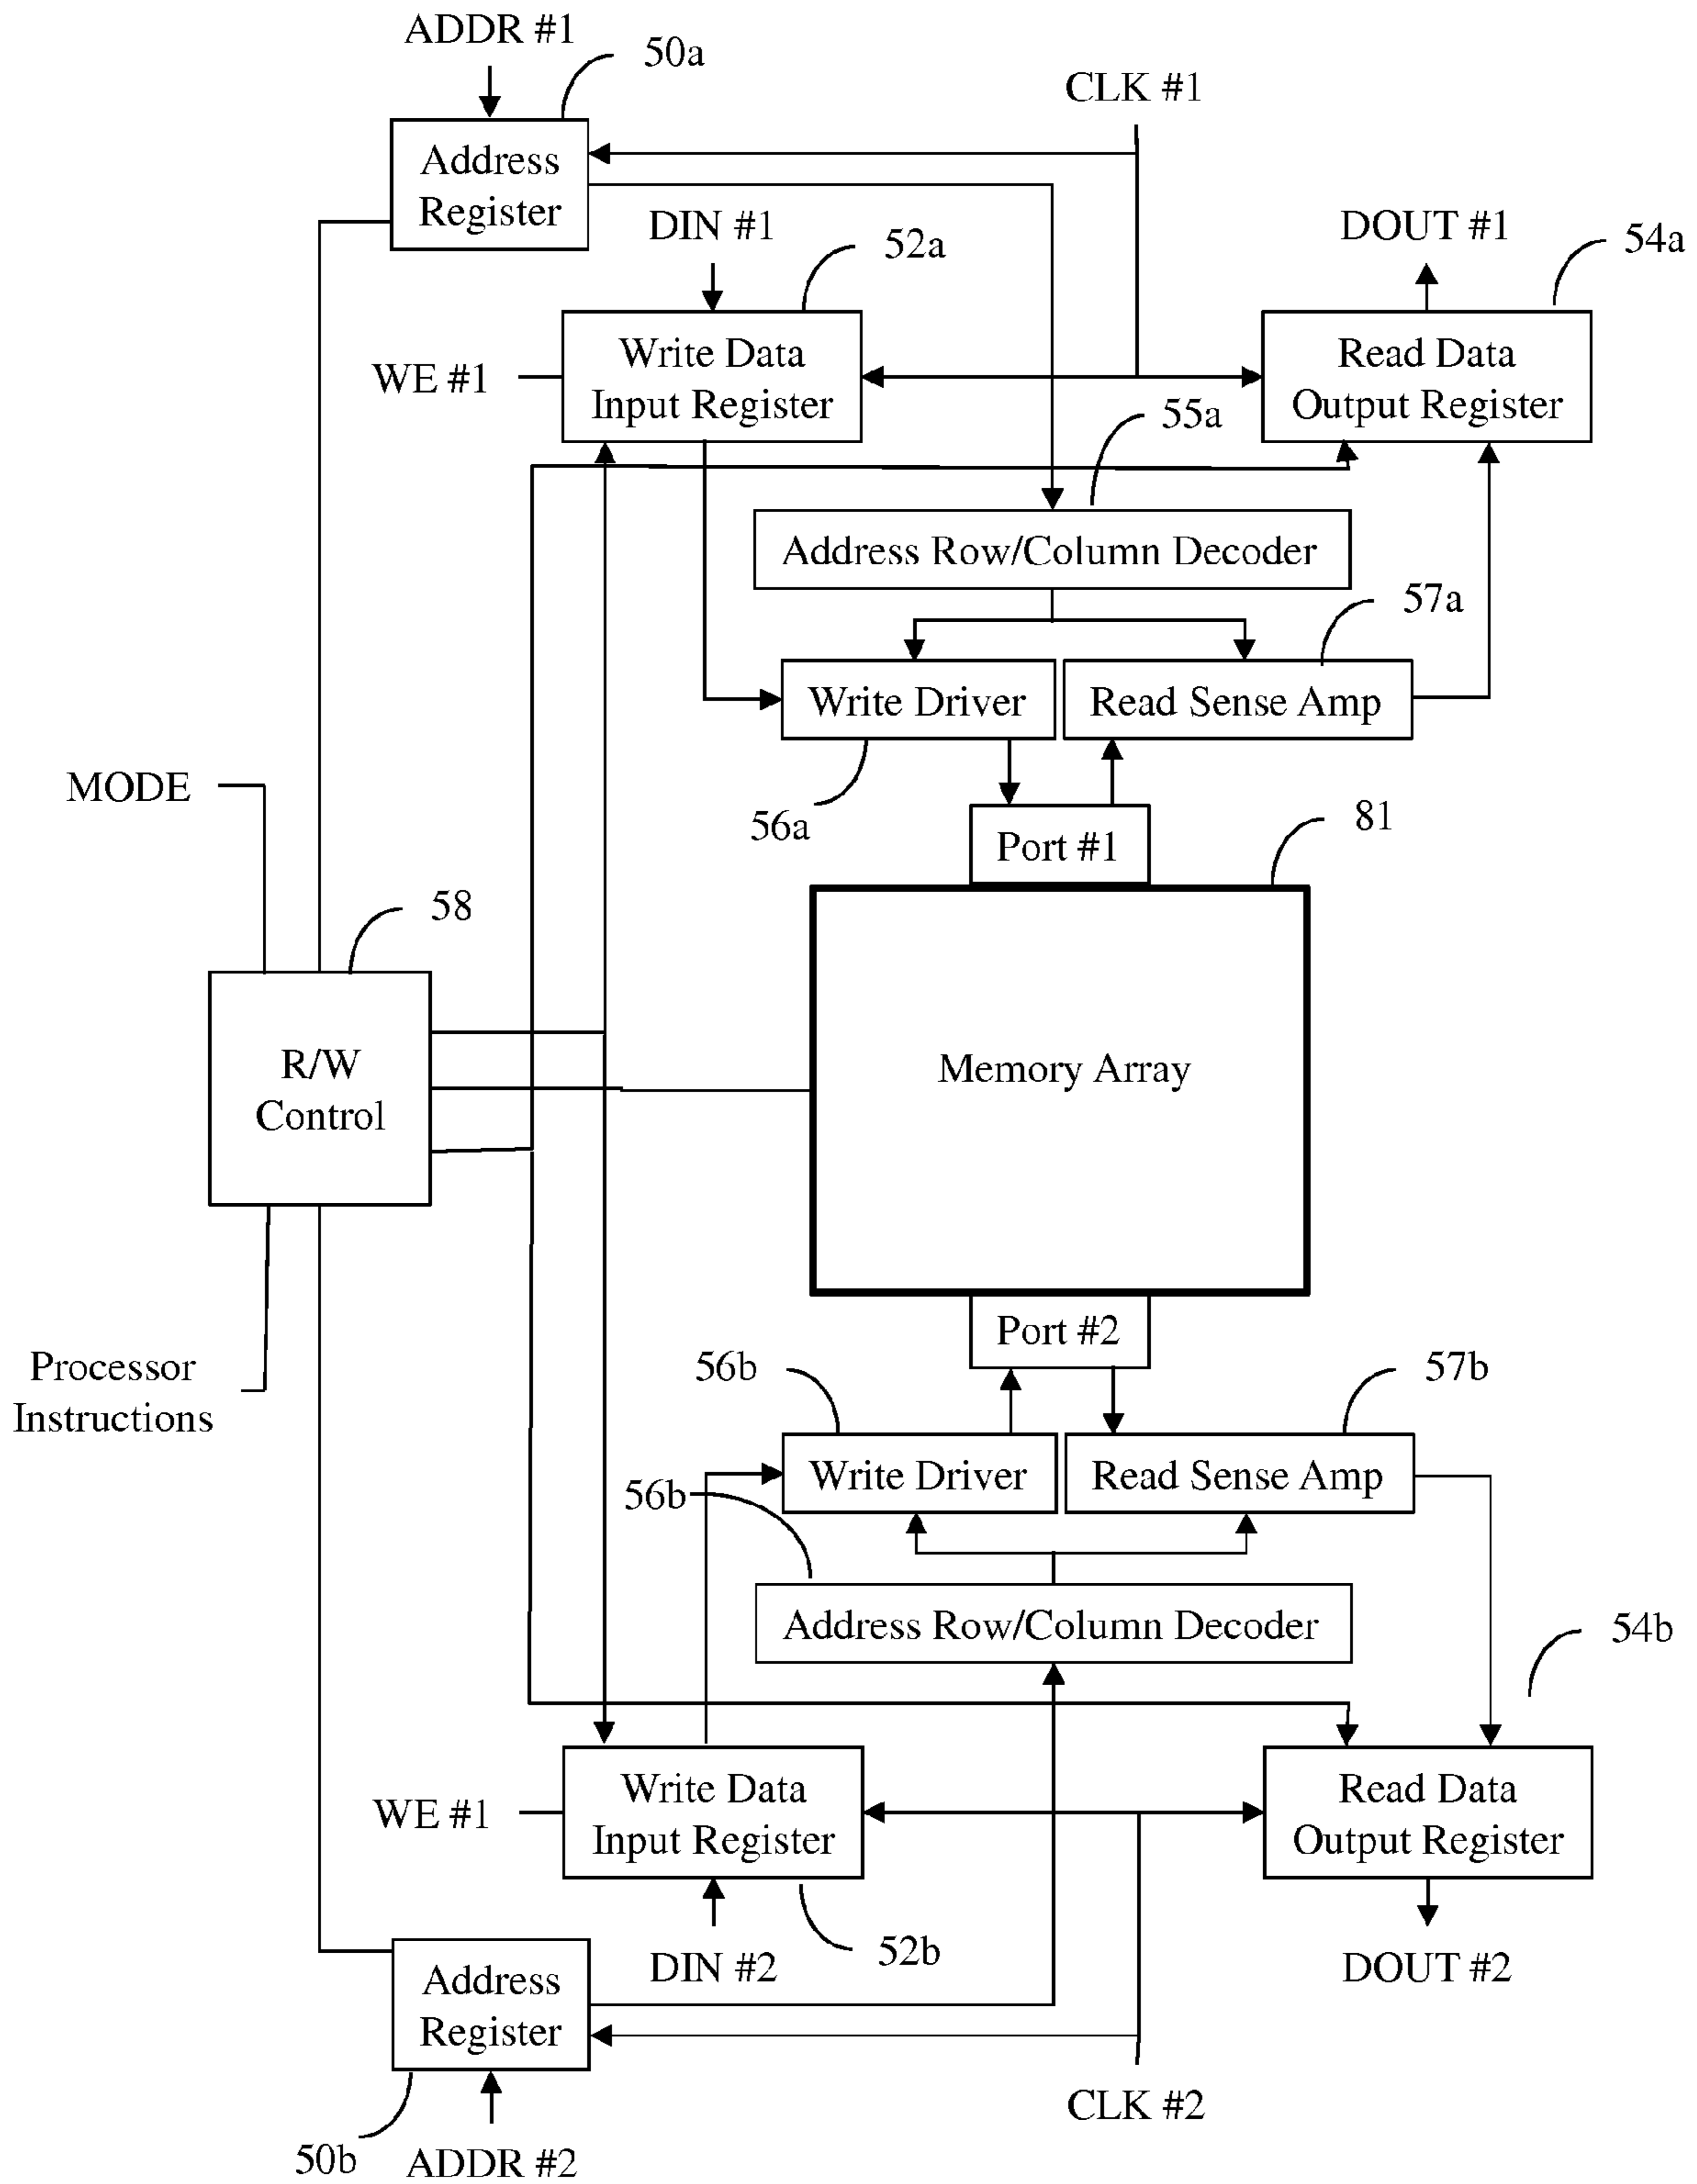 ADDR #1
50a
CLK #1
Address
Register
DIN #1
52a
DOUT #1
54a
WE #1
Write Data
Input Register
Read Data
Output Register
55a
Address Row/Column Decoder
57a
Write Driver
Read Sense Amp
MODE
56a
Port #1
81
58
R/W
Control
Memory Array
Port #2
Processor
Instructions
56b
57b
Write Driver
Read Sense Amp
56b
Address Row/Column Decoder
54b
WE #1
Write Data
Input Register
Read Data
Output Register
DIN #2
52b
DOUT #2
Address
Register
CLK #2
50b
ADDR #2